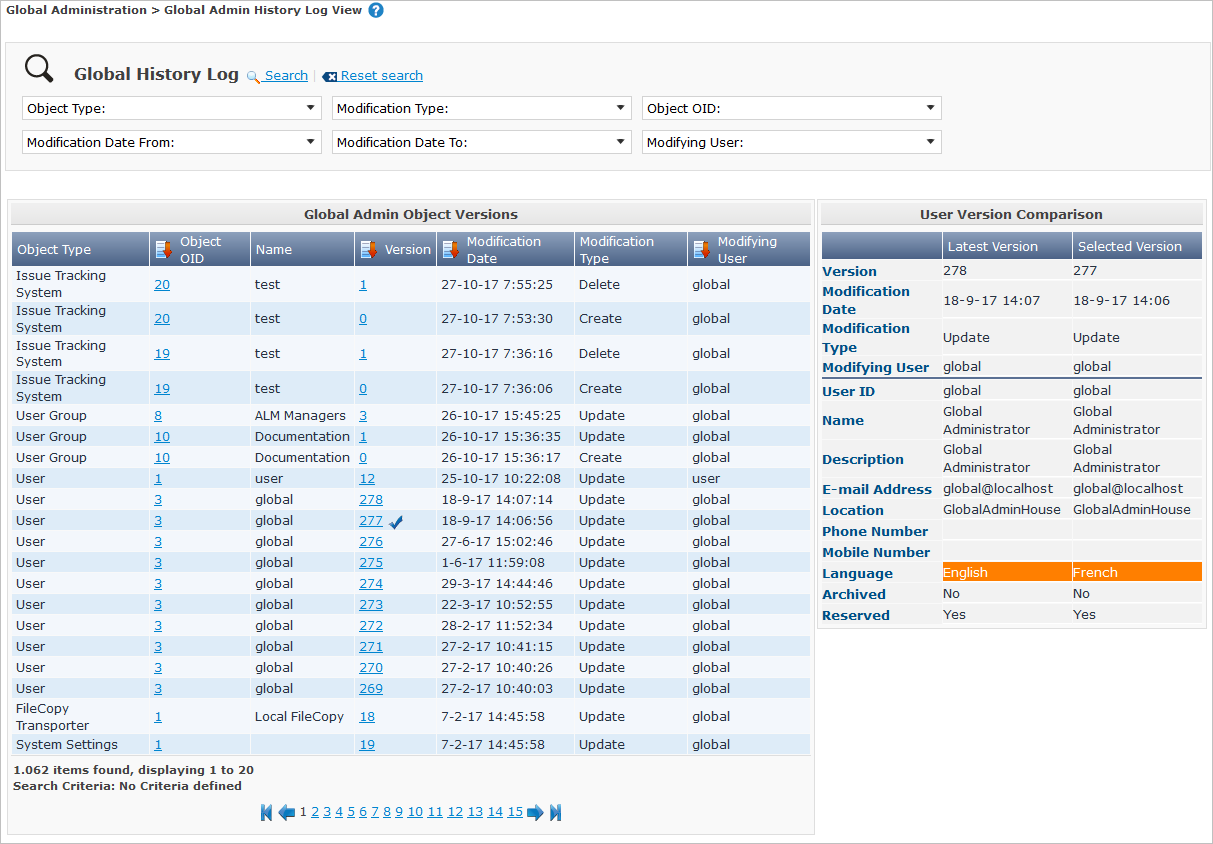 Global Administration > Global Admin History Log View ?
Global History Log Search | Reset search
Object Type: Modification Type: Object OID:
Modification Date From: Modification Date To: Modifying User:
Global Admin Object Versions
Object Type Object OID Name Version Modification Date Modification Type Modifying User
Issue Tracking System 20 test 1 27-10-17 7:55:25 Delete global
Issue Tracking System 20 test 0 27-10-17 7:53:30 Create global
Issue Tracking System 19 test 1 27-10-17 7:36:16 Delete global
Issue Tracking System 19 test 0 27-10-17 7:36:06 Create global
User Group 8 ALM Managers 3 26-10-17 15:45:25 Update global
User Group 10 Documentation 1 26-10-17 15:36:35 Update global
User Group 10 Documentation 0 26-10-17 15:36:17 Create global
User 1 user 12 25-10-17 10:22:08 Update user
User 3 global 278 18-9-17 14:07:14 Update global
User 3 global 277 18-9-17 14:06:56 Update global
User 3 global 276 27-6-17 15:02:46 Update global
User 3 global 275 1-6-17 11:59:08 Update global
User 3 global 274 29-3-17 14:44:46 Update global
User 3 global 273 22-3-17 10:52:55 Update global
User 3 global 272 28-2-17 11:52:34 Update global
User 3 global 271 27-2-17 10:41:15 Update global
User 3 global 270 27-2-17 10:40:26 Update global
User 3 global 269 27-2-17 10:40:03 Update global
FileCopy Transporter 1 Local FileCopy 18 7-2-17 14:45:58 Update global
System Settings 1 19 7-2-17 14:45:58 Update global
1.062 items found, displaying 1 to 20
Search Criteria: No Criteria defined
1 2 3 4 5 6 7 8 9 10 11 12 13 14 15
User Version Comparison
Latest Version Selected Version
Version 278 277
Modification Date 18-9-17 14:07 18-9-17 14:06
Modification Type Update Update
Modifying User global global
User ID global global
Name Global Administrator Global Administrator
Description Global Administrator Global Administrator
E-mail Address global@localhost global@localhost
Location GlobalAdminHouse GlobalAdminHouse
Phone Number
Mobile Number
Language English French
Archived No No
Reserved Yes Yes